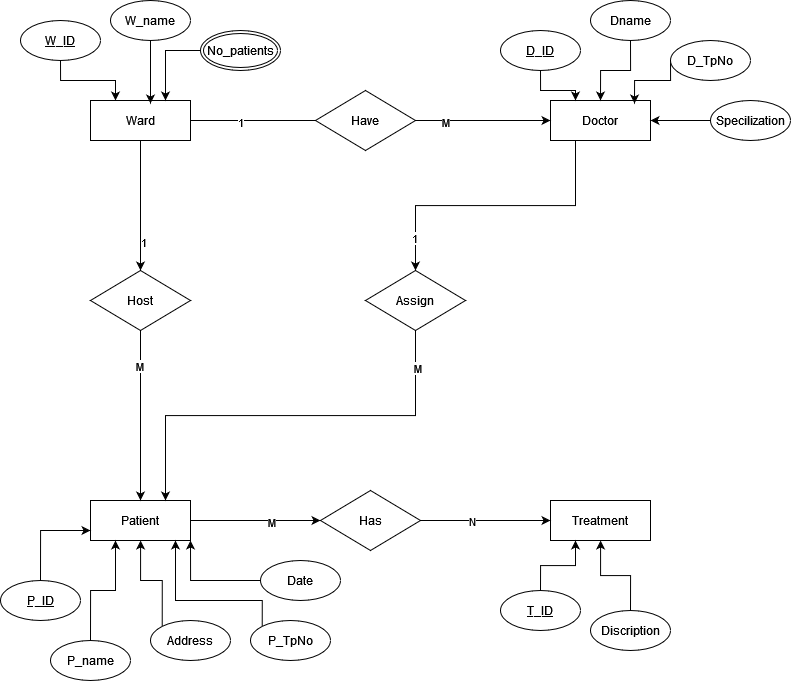 W_name
W_ID
No_patients
Dname
D_ID
D_TpNo
Ward
1
Have
M
Doctor
Specilization
1
1
Host
Assign
M
M
Patient
M
Has
N
Treatment
Date
P_ID
T_ID
Address
P_TpNo
Discription
P_name